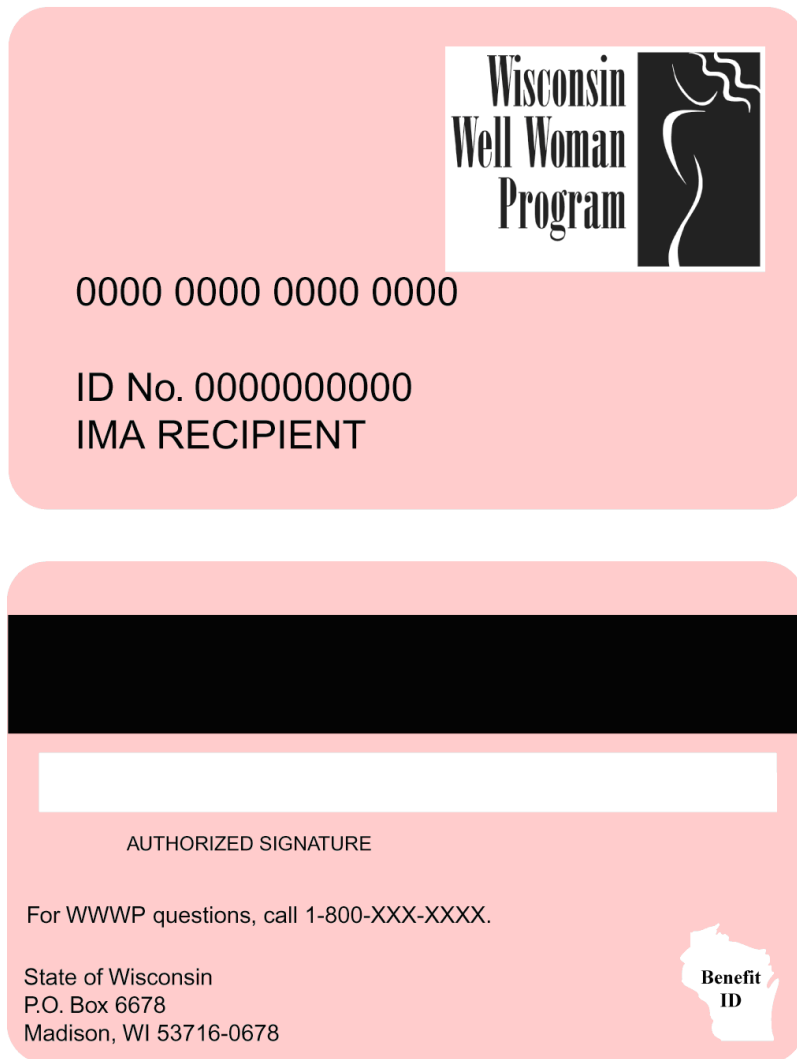 Wisconsin
Well Woman
Program
0000 0000 0000 0000
ID No. 0000000000
IMA RECIPIENT
AUTHORIZED SIGNATURE
For WWWP questions, call 1-800-XXX-XXXX.
State of Wisconsin
P.O. Box 6678
Madison, WI 53716-0678
Benefit
ID